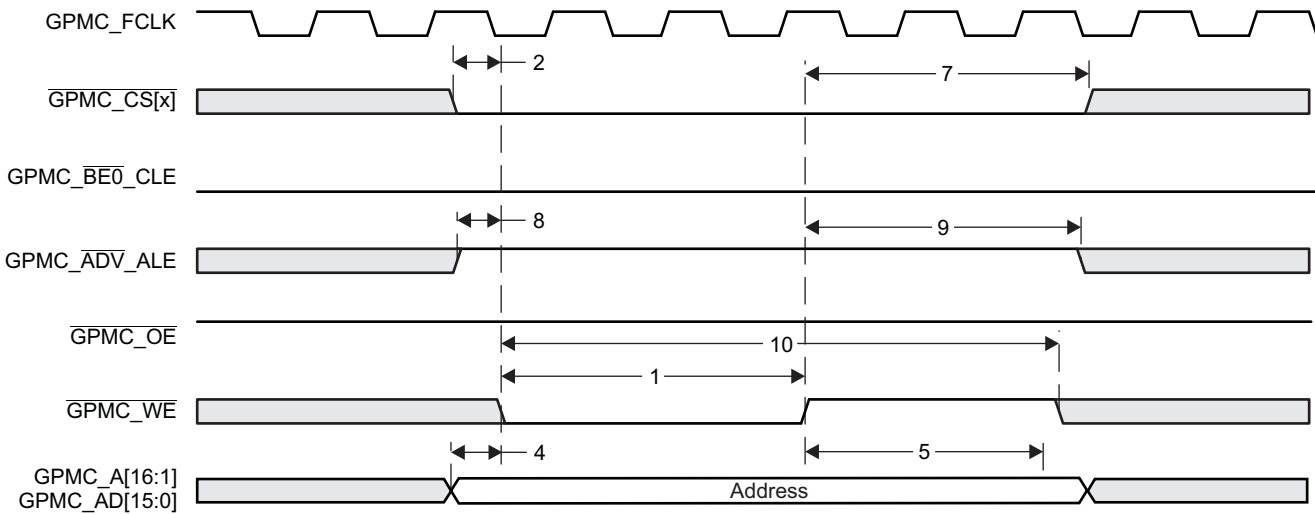 GPMC_FCLK
2
7
GPMC_CS[x]
GPMC_BE0_CLE
8
9
GPMC_ADV_ALE
GPMC_OE
10
1
GPMC_WE
4
5
GPMC_A[16:1]
GPMC_AD[15:0]
Address